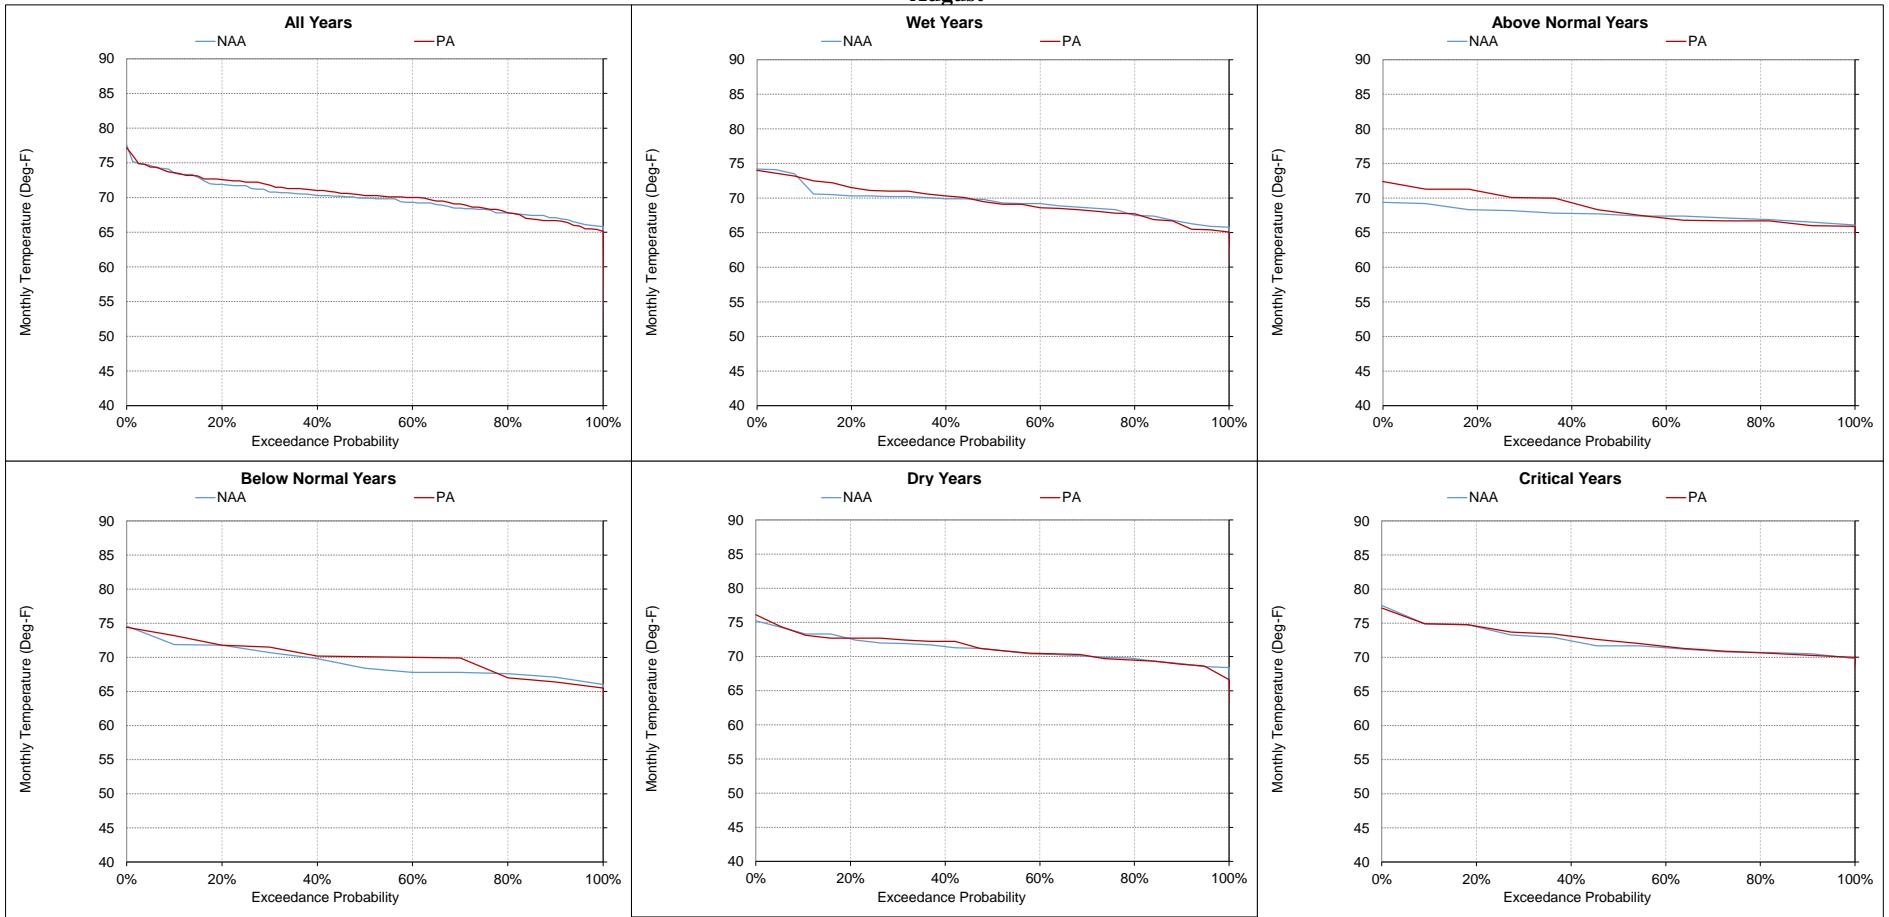 All Years
NAA PA
90
85
80
75
70
65
60
55
50
45
40
Monthly Temperature (Deg-F)
0% 20% 40% 60% 80% 100%
Exceedance Probability
Wet Years
NAA PA
90
85
80
75
70
65
60
55
50
45
40
Monthly Temperature (Deg-F)
0% 20% 40% 60% 80% 100%
Exceedance Probability
Above Normal Years
NAA PA
90
85
80
75
70
65
60
55
50
45
40
Monthly Temperature (Deg-F)
0% 20% 40% 60% 80% 100%
Exceedance Probability
Below Normal Years
NAA PA
90
85
80
75
70
65
60
55
50
45
40
Monthly Temperature (Deg-F)
0% 20% 40% 60% 80% 100%
Exceedance Probability
Dry Years
NAA PA
90
85
80
75
70
65
60
55
50
45
40
Monthly Temperature (Deg-F)
0% 20% 40% 60% 80% 100%
Exceedance Probability
Critical Years
NAA PA
90
85
80
75
70
65
60
55
50
45
40
Monthly Temperature (Deg-F)
0% 20% 40% 60% 80% 100%
Exceedance Probability